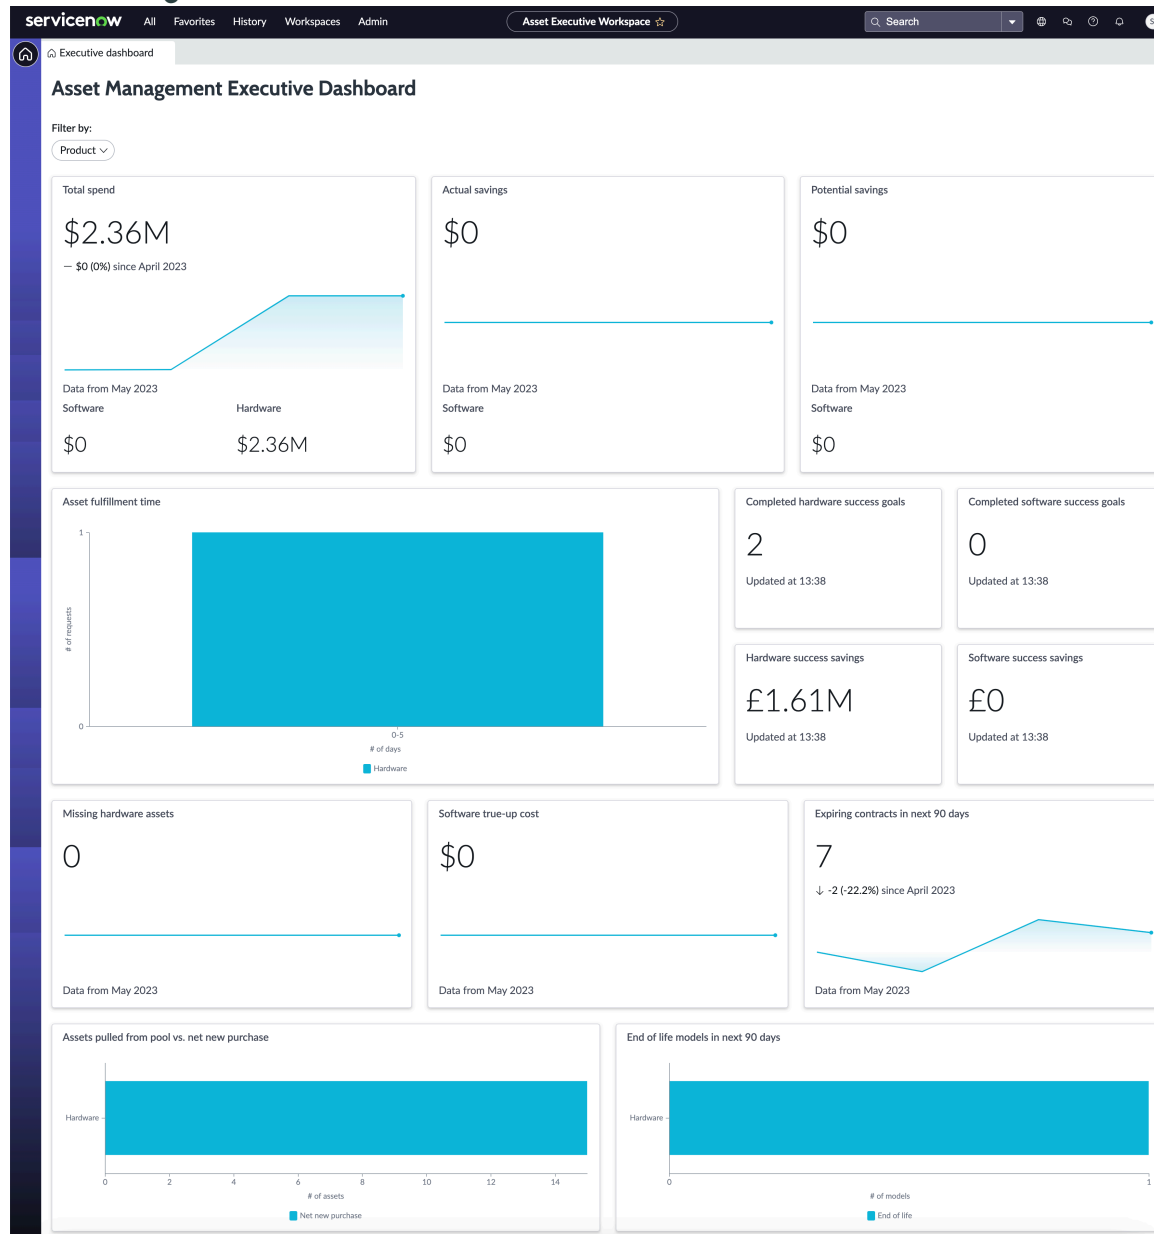 servicenow All Favorites History Workspaces Admin Asset Executive Workspace Search
Executive dashboard
Asset Management Executive Dashboard
Filter by:
Product
Total spend
$2.36M
— $0 (0%) since April 2023
Data from May 2023
Software Hardware
$0 $2.36M
Actual savings
$0
Data from May 2023
Software
$0
Potential savings
$0
Data from May 2023
Software
$0
Asset fulfillment time
1
# of requests
0
0-5
# of days
Hardware
Completed hardware success goals
2
Updated at 13:38
Completed software success goals
0
Updated at 13:38
Hardware success savings
£1.61M
Updated at 13:38
Software success savings
£0
Updated at 13:38
Missing hardware assets
0
Data from May 2023
Software true-up cost
$0
Data from May 2023
Expiring contracts in next 90 days
7
↓ -2 (-22.2%) since April 2023
Data from May 2023
Assets pulled from pool vs. net new purchase
Hardware
0 2 4 6 8 10 12 14
# of assets
Net new purchase
End of life models in next 90 days
Hardware
0 1
# of models
End of life